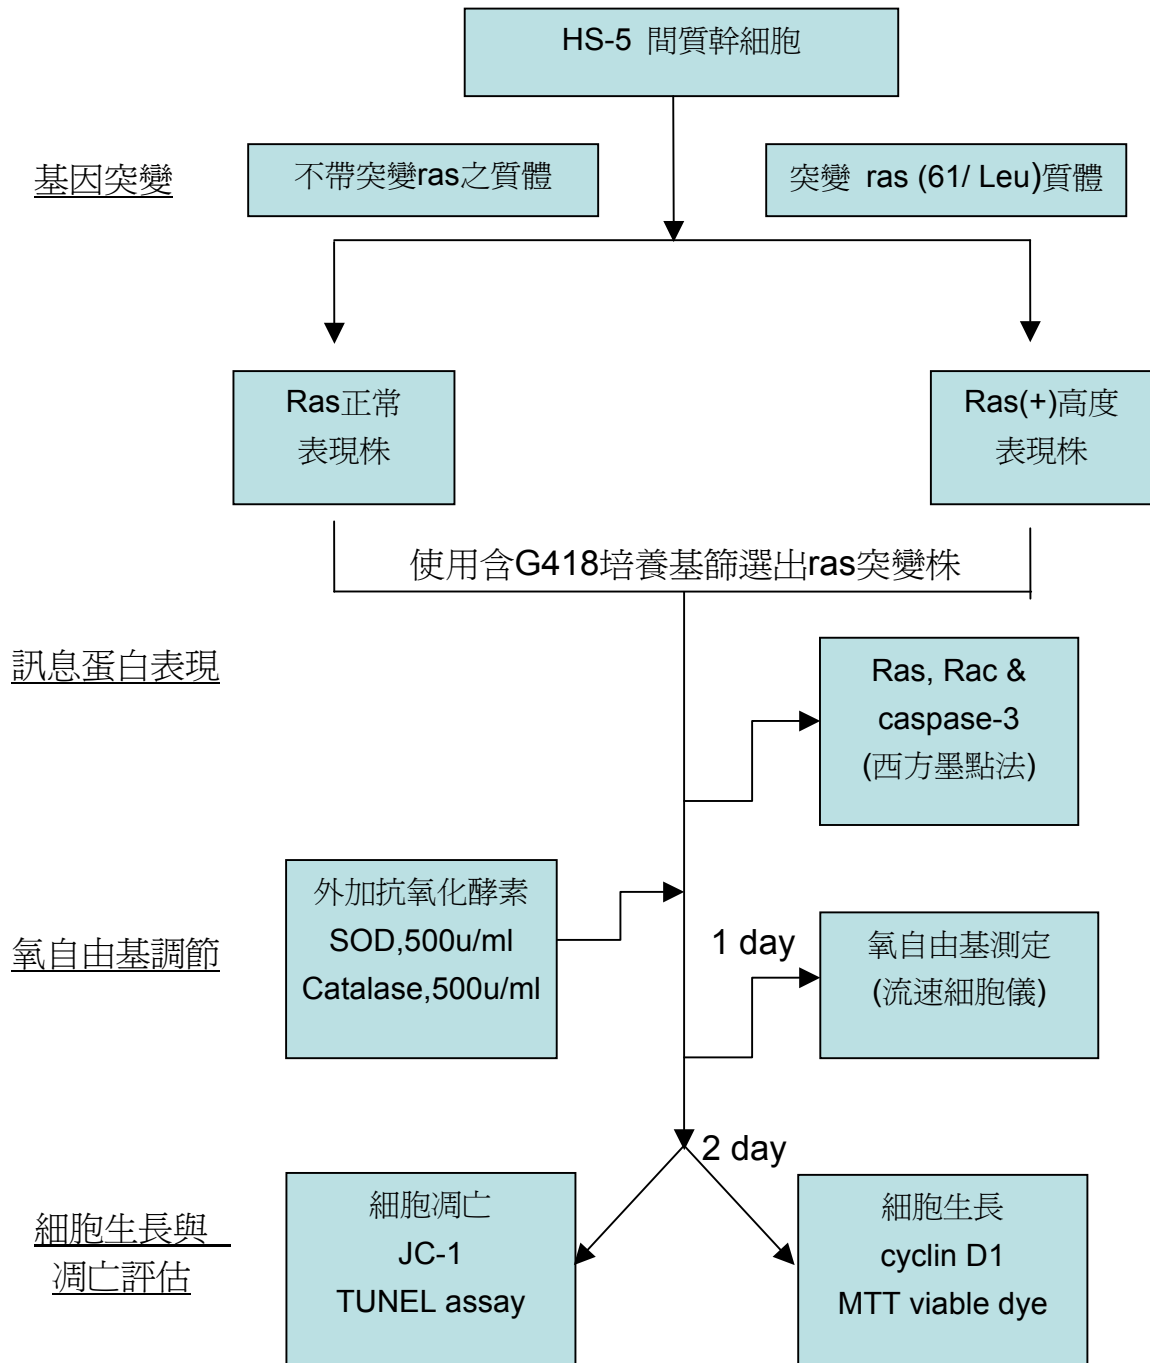 HS-5 間質幹細胞
基因突變
不帶突變ras之質體
突變 ras (61/ Leu)質體
Ras正常
表現株
Ras(+)高度
表現株
使用含G418培養基篩選出ras突變株
訊息蛋白表現
Ras, Rac &
caspase-3
(西方墨點法)
氧自由基調節
外加抗氧化酵素
SOD,500u/ml
Catalase,500u/ml
1 day
氧自由基測定
(流速細胞儀)
2 day
細胞生長與
凋亡評估
細胞凋亡
JC-1
TUNEL assay
細胞生長
cyclin D1
MTT viable dye